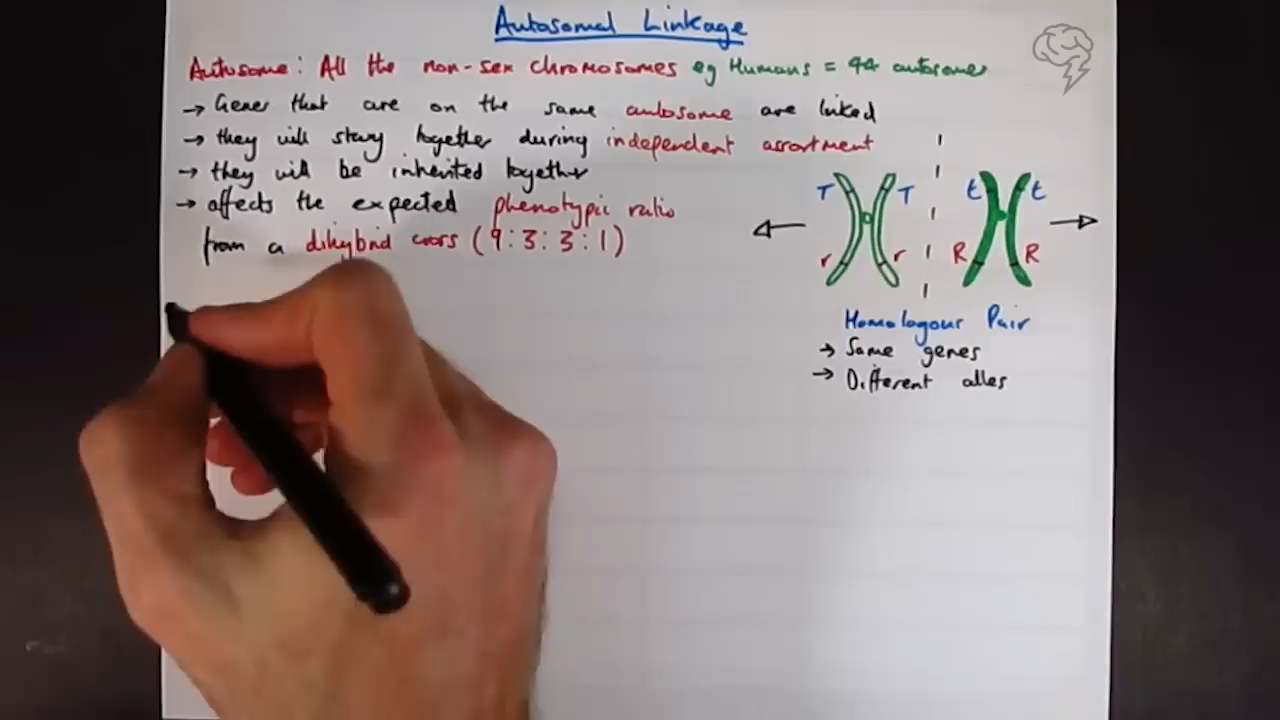 Autosomal Linkage
Autosome: All the non-sex chromosomes eg Humans = 44 autosomes
→ Genes that are on the same autosome are linked
→ they will stay together during independent assortment
→ they will be inherited together
→ affects the expected phenotypic ratio
from a dihybrid cross (9:3:3:1)
T T t t
r r R R
Homologous Pair
→ Same genes
→ Different alles